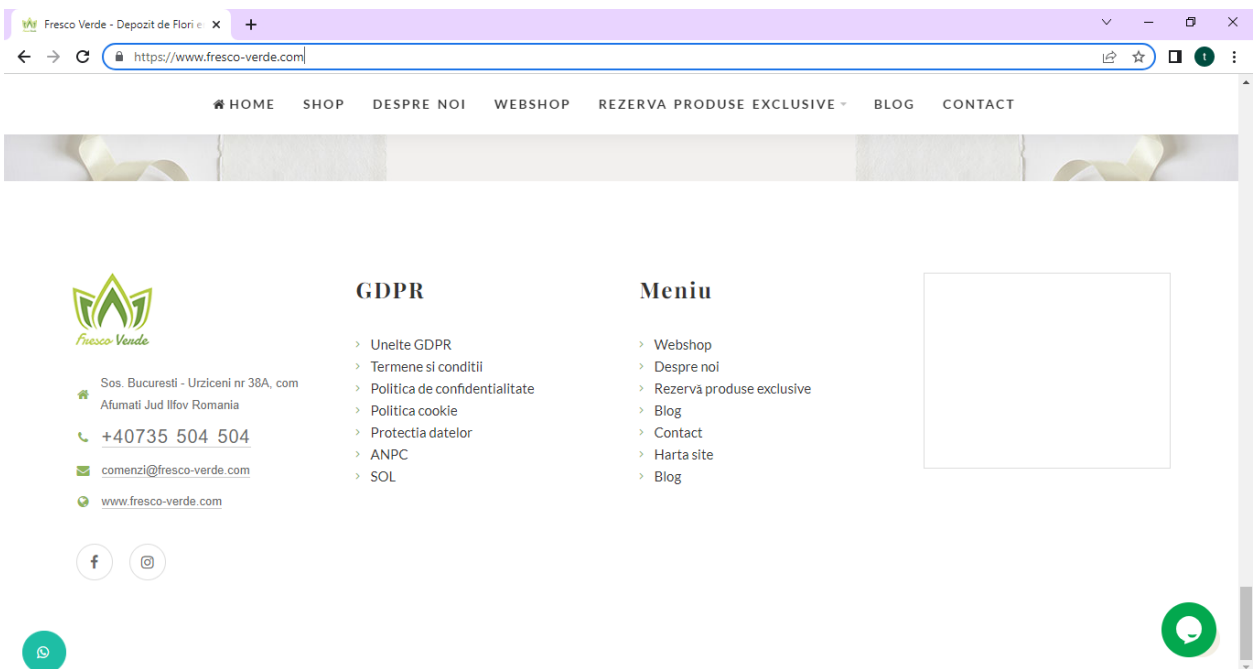 Fresco Verde - Depozit de Flori e
https://www.fresco-verde.com
t
HOME SHOP DESPRE NOI WEBSHOP REZERVA PRODUSE EXCLUSIVE BLOG CONTACT
Fresco Verde
Sos. Bucuresti - Urziceni nr 38A, com
Afumati Jud Ilfov Romania
+40735 504 504
comenzi@fresco-verde.com
www.fresco-verde.com
GDPR
Unelte GDPR
Termene si conditii
Politica de confidentialitate
Politica cookie
Protectia datelor
ANPC
SOL
Meniu
Webshop
Despre noi
Rezervă produse exclusive
Blog
Contact
Harta site
Blog